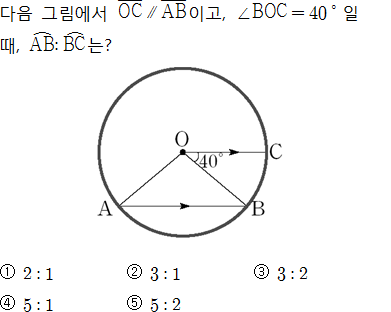 다음 그림에서 OC ∥ AB이고, ∠BOC = 40° 일
때, AB : BC는?
O
40°
C
A
B
① 2 : 1 ② 3 : 1 ③ 3 : 2
④ 5 : 1 ⑤ 5 : 2